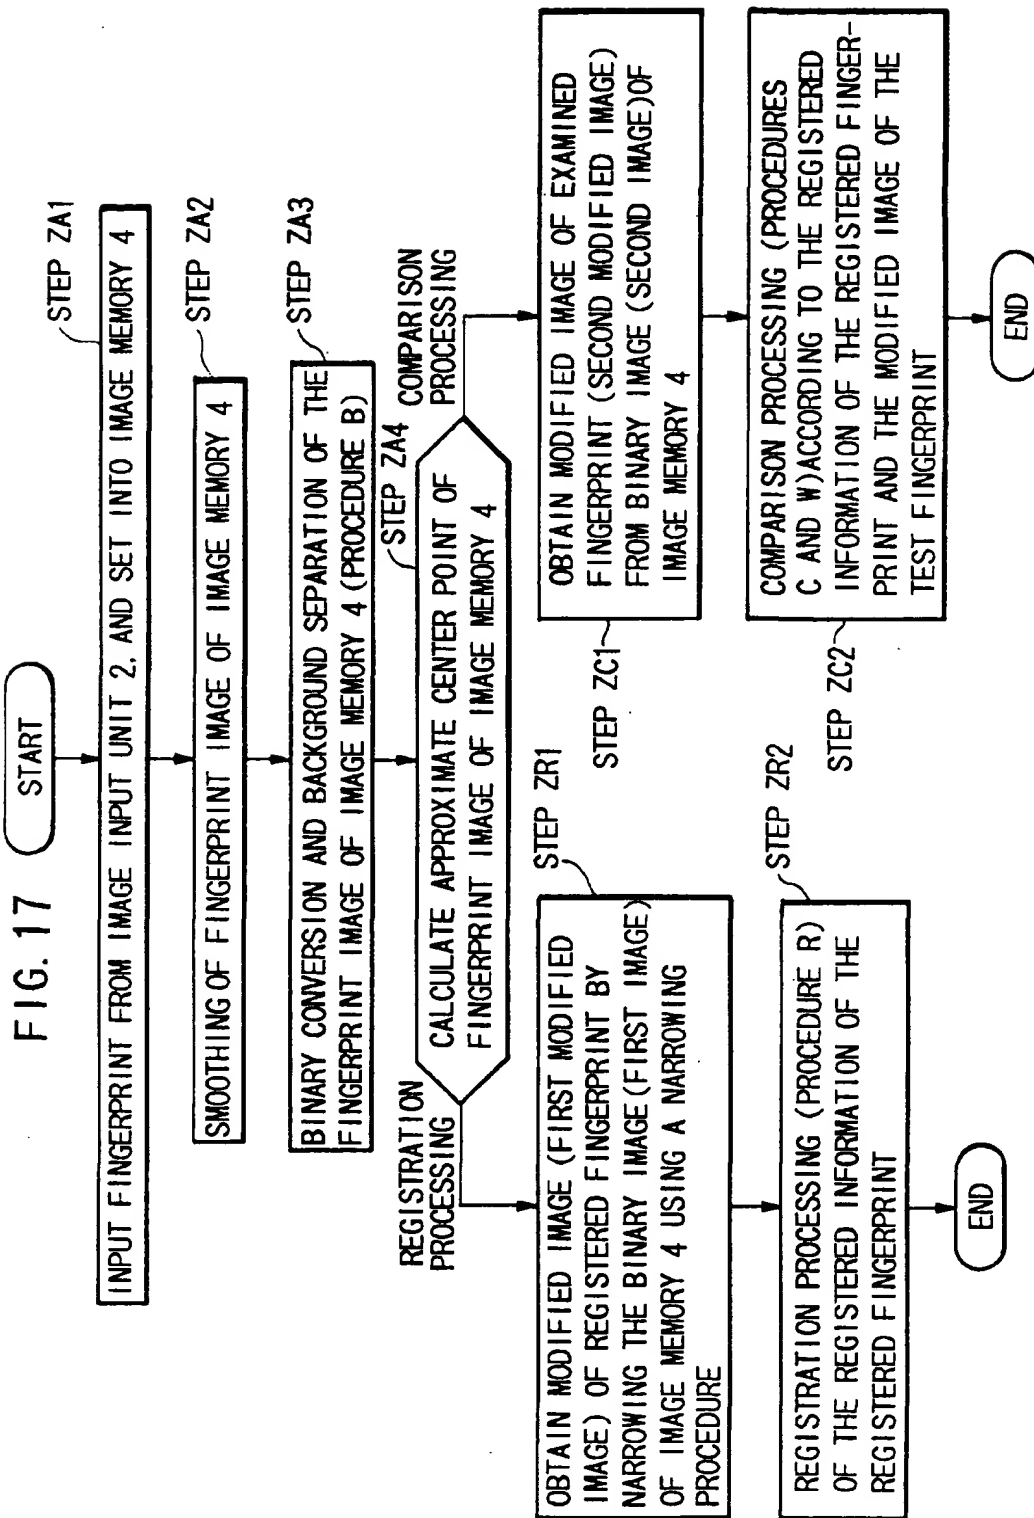 FIG. 17
START
STEP ZA1
INPUT FINGERPRINT FROM IMAGE INPUT UNIT 2, AND SET INTO IMAGE MEMORY 4
STEP ZA2
SMOOTHING OF FINGERPRINT IMAGE OF IMAGE MEMORY 4
STEP ZA3
BINARY CONVERSION AND BACKGROUND SEPARATION OF THE
FINGERPRINT IMAGE OF IMAGE MEMORY 4 (PROCEDURE B)
STEP ZA4
CALCULATE APPROXIMATE CENTER POINT OF
FINGERPRINT IMAGE OF IMAGE MEMORY 4
REGISTRATION
PROCESSING
COMPARISON
PROCESSING
STEP ZR1
OBTAIN MODIFIED IMAGE (FIRST MODIFIED
IMAGE) OF REGISTERED FINGERPRINT BY
NARROWING THE BINARY IMAGE (FIRST IMAGE)
OF IMAGE MEMORY 4 USING A NARROWING
PROCEDURE
STEP ZR2
REGISTRATION PROCESSING (PROCEDURE R)
OF THE REGISTERED INFORMATION OF THE
REGISTERED FINGERPRINT
END
STEP ZC1
OBTAIN MODIFIED IMAGE OF EXAMINED
FINGERPRINT (SECOND MODIFIED IMAGE)
FROM BINARY IMAGE (SECOND IMAGE)OF
IMAGE MEMORY 4
STEP ZC2
COMPARISON PROCESSING (PROCEDURES
C AND W)ACCORDING TO THE REGISTERED
INFORMATION OF THE REGISTERED FINGER-
PRINT AND THE MODIFIED IMAGE OF THE
TEST FINGERPRINT
END